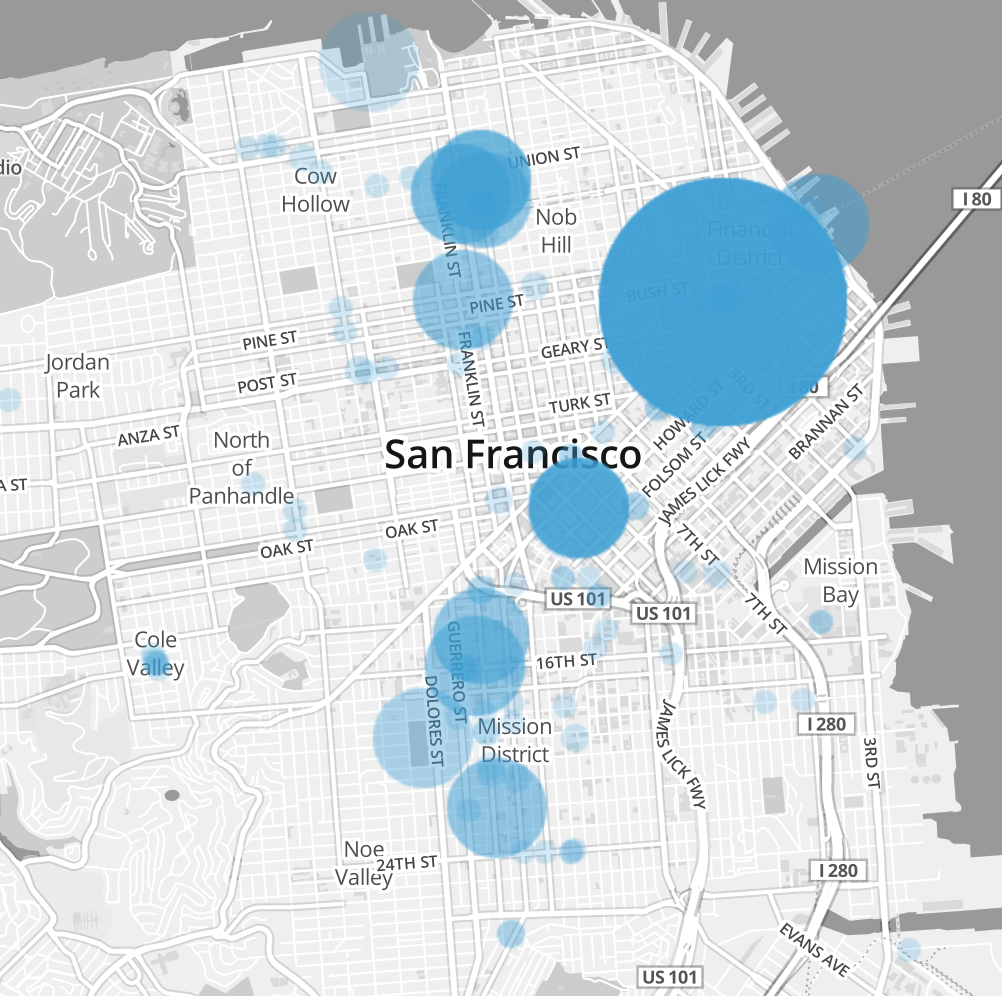 dio
Cow
Hollow
UNION ST
FRANKLIN ST
Nob
Hill
Financial
District
I 80
BUSH ST
PINE ST
PINE ST
GEARY ST
Jordan
Park
POST ST
FRANKLIN ST
TURK ST
3RD ST
I 80
HOWARD ST
BRANNAN ST
ANZA ST
North
of
Panhandle
San Francisco
FOLSOM ST
JAMES LICK FWY
A ST
OAK ST
OAK ST
7TH ST
Mission
Bay
US 101
US 101
7TH ST
Cole
Valley
GUERRERO ST
16TH ST
DOLORES ST
Mission
District
JAMES LICK FWY
I 280
3RD ST
Noe
Valley
24TH ST
I 280
EVANS AVE
US 101